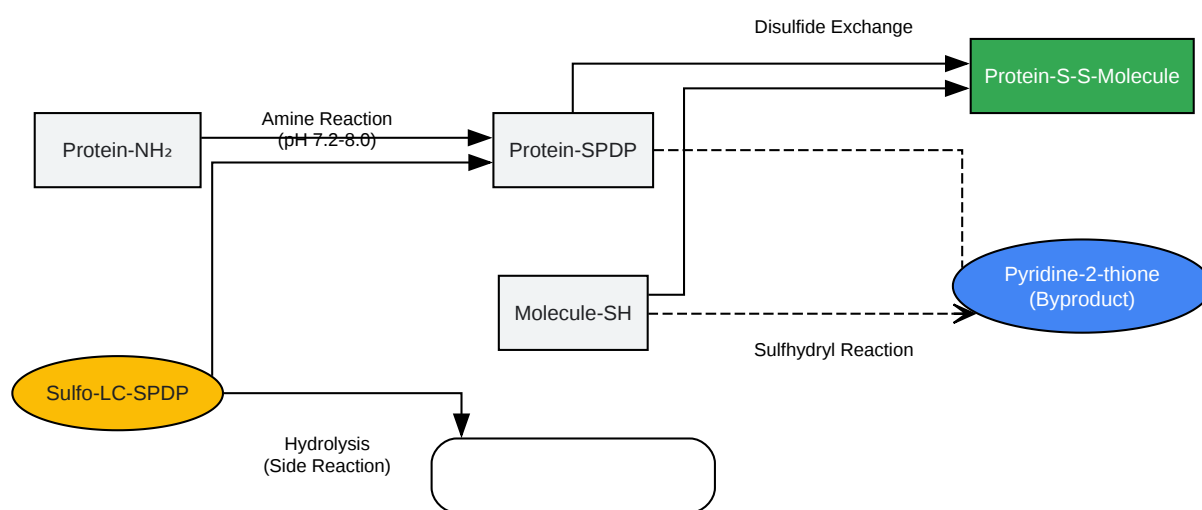 Disulfide Exchange
Protein-S-S-Molecule
Amine Reaction
(pH 7.2-8.0)
Protein-NH₂
Protein-SPDP
Pyridine-2-thione
(Byproduct)
Molecule-SH
Sulfhydryl Reaction
Sulfo-LC-SPDP
Hydrolysis
(Side Reaction)